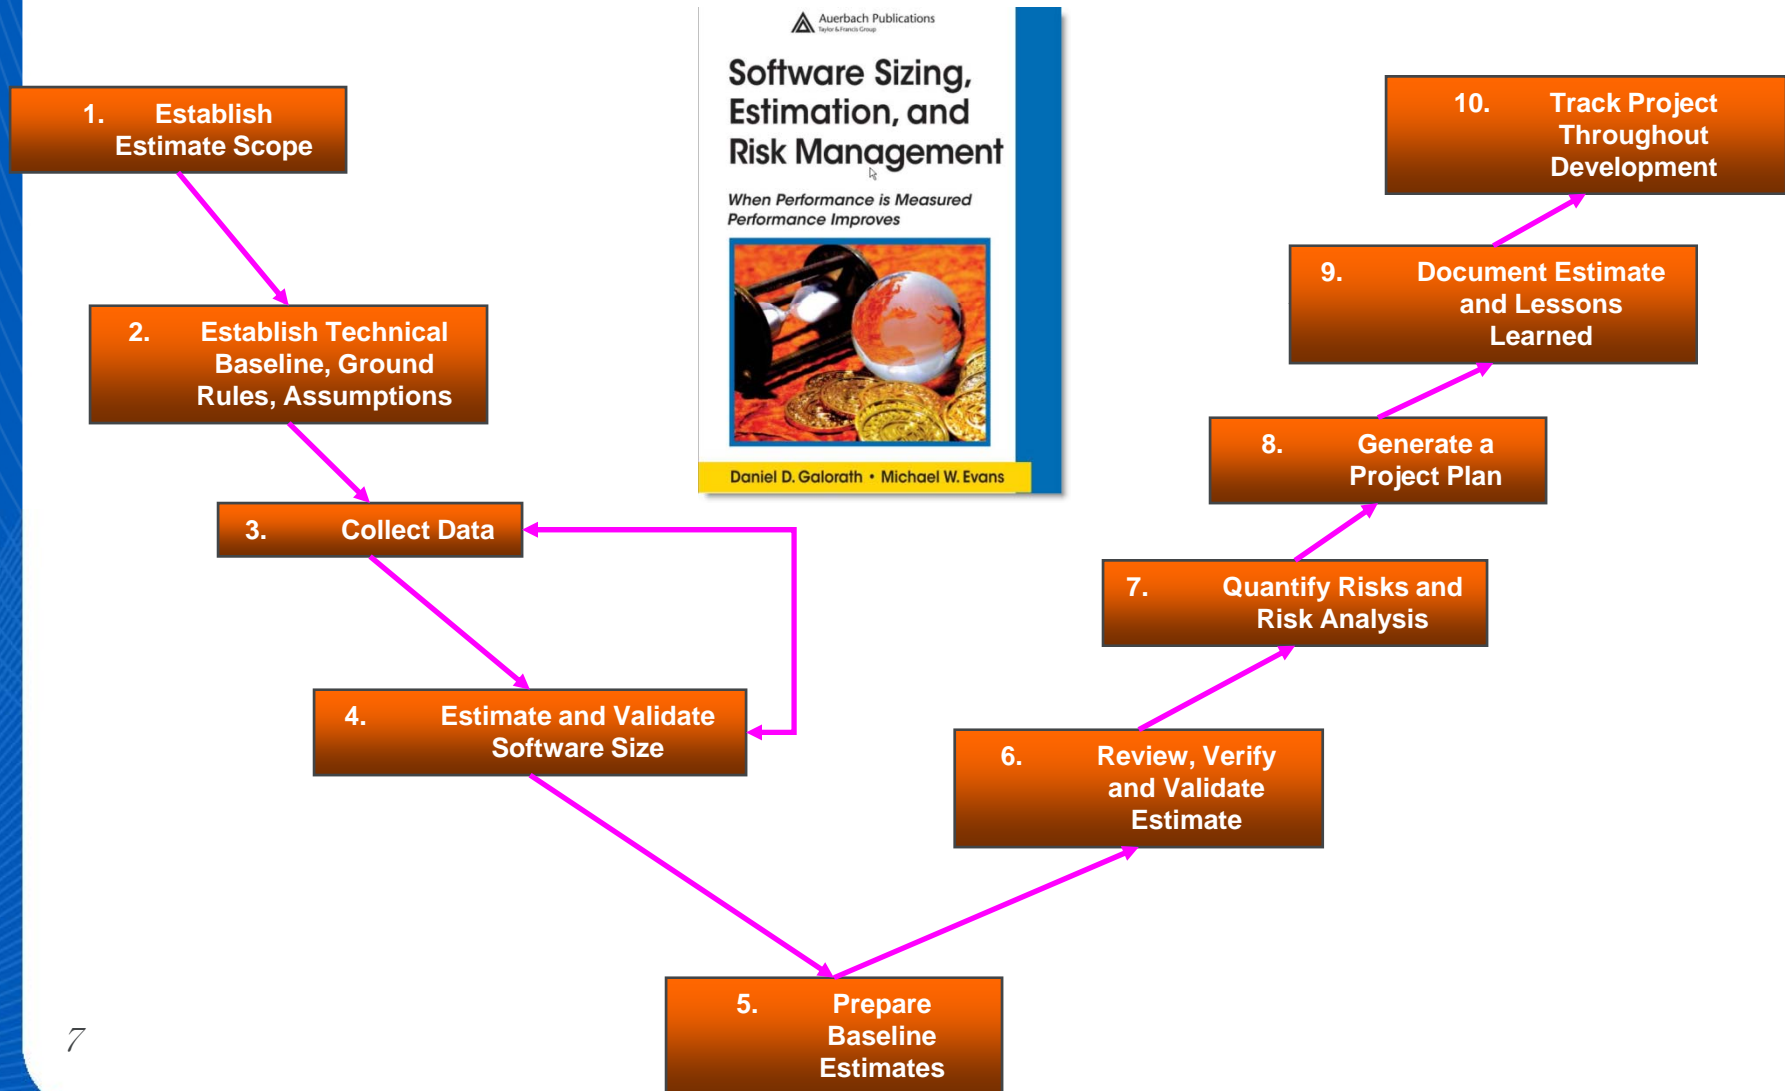 Auerbach Publications
Taylor & Francis Group
Software Sizing,
Estimation, and
Risk Management
When Performance is Measured
Performance Improves
Daniel D. Galorath • Michael W. Evans
1. Establish
Estimate Scope
2. Establish Technical
Baseline, Ground
Rules, Assumptions
3. Collect Data
4. Estimate and Validate
Software Size
5. Prepare
Baseline
Estimates
6. Review, Verify
and Validate
Estimate
7. Quantify Risks and
Risk Analysis
8. Generate a
Project Plan
9. Document Estimate
and Lessons
Learned
10. Track Project
Throughout
Development
7